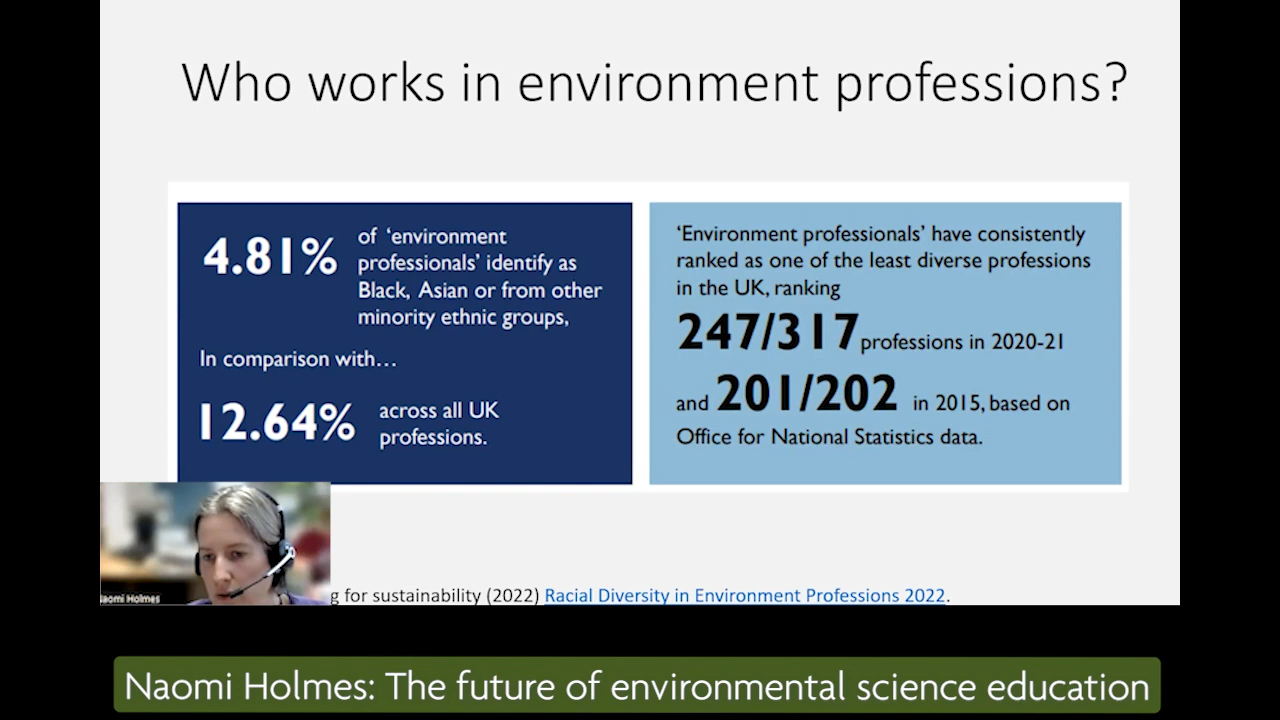 Who works in environment professions?
4.81%
of ‘environment
professionals’ identify as
Black, Asian or from other
minority ethnic groups,
In comparison with…
12.64%
across all UK
professions.
‘Environment professionals’ have consistently
ranked as one of the least diverse professions
in the UK, ranking
247/317 professions in 2020-21
and 201/202 in 2015, based on
Office for National Statistics data.
Naomi Holmes
for sustainability (2022) Racial Diversity in Environment Professions 2022.
Naomi Holmes: The future of environmental science education